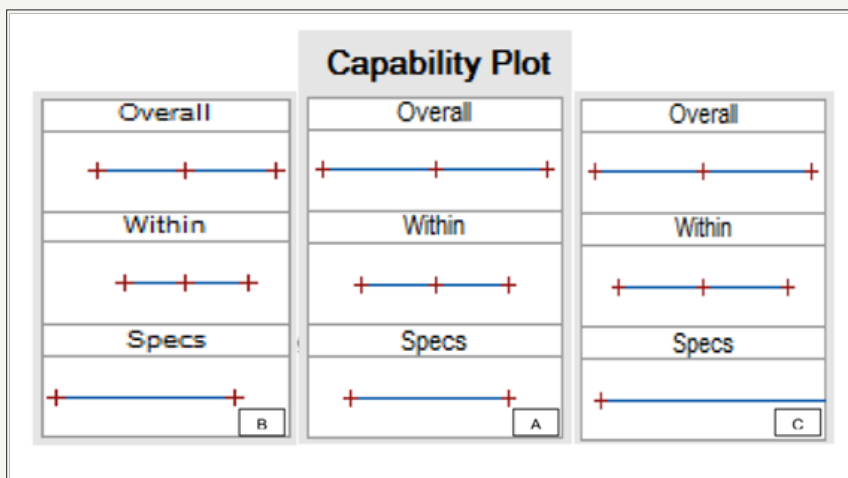 Capability Plot
Overall
Within
Specs
B
Overall
Within
Specs
A
Overall
Within
Specs
C